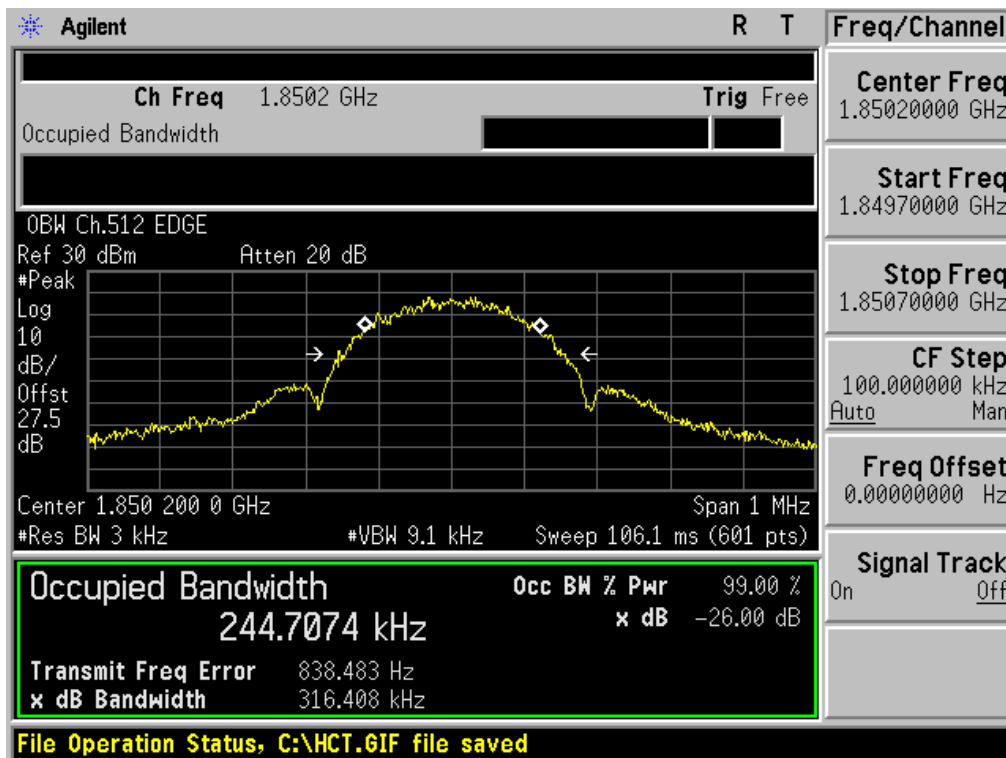 Agilent R T Freq/Channel
Ch Freq 1.8502 GHz Trig Free
Occupied Bandwidth
Center Freq
1.85020000 GHz
Start Freq
1.84970000 GHz
Stop Freq
1.85070000 GHz
CF Step
100.000000 kHz
Auto Man
Freq Offset
0.00000000 Hz
Signal Track
On Off
OBW Ch.512 EDGE
Ref 30 dBm Atten 20 dB
#Peak
Log
10
dB/
Offst
27.5
dB
Center 1.850 200 0 GHz Span 1 MHz
#Res BW 3 kHz #VBW 9.1 kHz Sweep 106.1 ms (601 pts)
Occupied Bandwidth Occ BW % Pwr 99.00 %
244.7074 kHz x dB -26.00 dB
Transmit Freq Error 838.483 Hz
x dB Bandwidth 316.408 kHz
File Operation Status, C:\HCT.GIF file saved